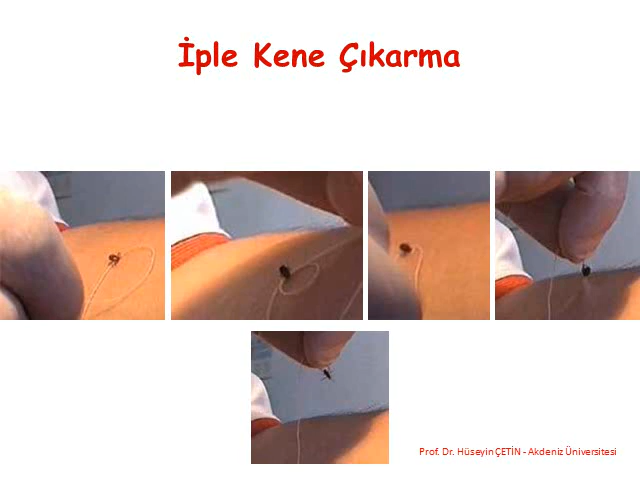 İple Kene Çıkarma
Prof. Dr. Hüseyin ÇETİN - Akdeniz Üniversitesi